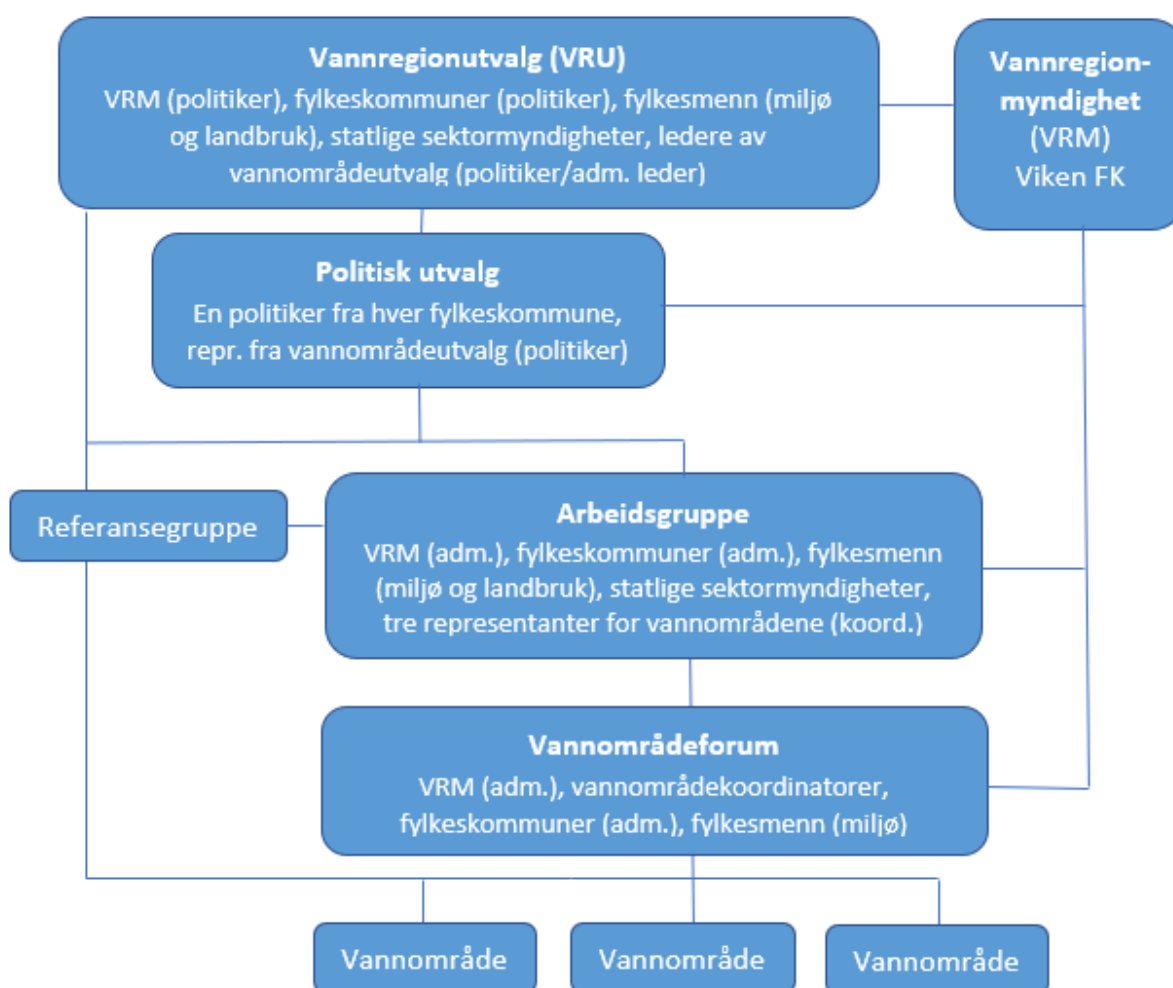 Vannregionutvalg (VRU)
VRM (politiker), fylkeskommuner (politiker), fylkesmenn (miljø
og landbruk), statlige sektormyndigheter, ledere av
vannområdeutvalg (politiker/adm. leder)
Vannregion-
myndighet
(VRM)
Viken FK
Politisk utvalg
En politiker fra hver fylkeskommune,
repr. fra vannområdeutvalg (politiker)
Referansegruppe
Arbeidsgruppe
VRM (adm.), fylkeskommuner (adm.), fylkesmenn
(miljø og landbruk), statlige sektormyndigheter,
tre representanter for vannområdene (koord.)
Vannområdeforum
VRM (adm.), vannområdekoordinatorer,
fylkeskommuner (adm.), fylkesmenn (miljø)
Vannområde
Vannområde
Vannområde